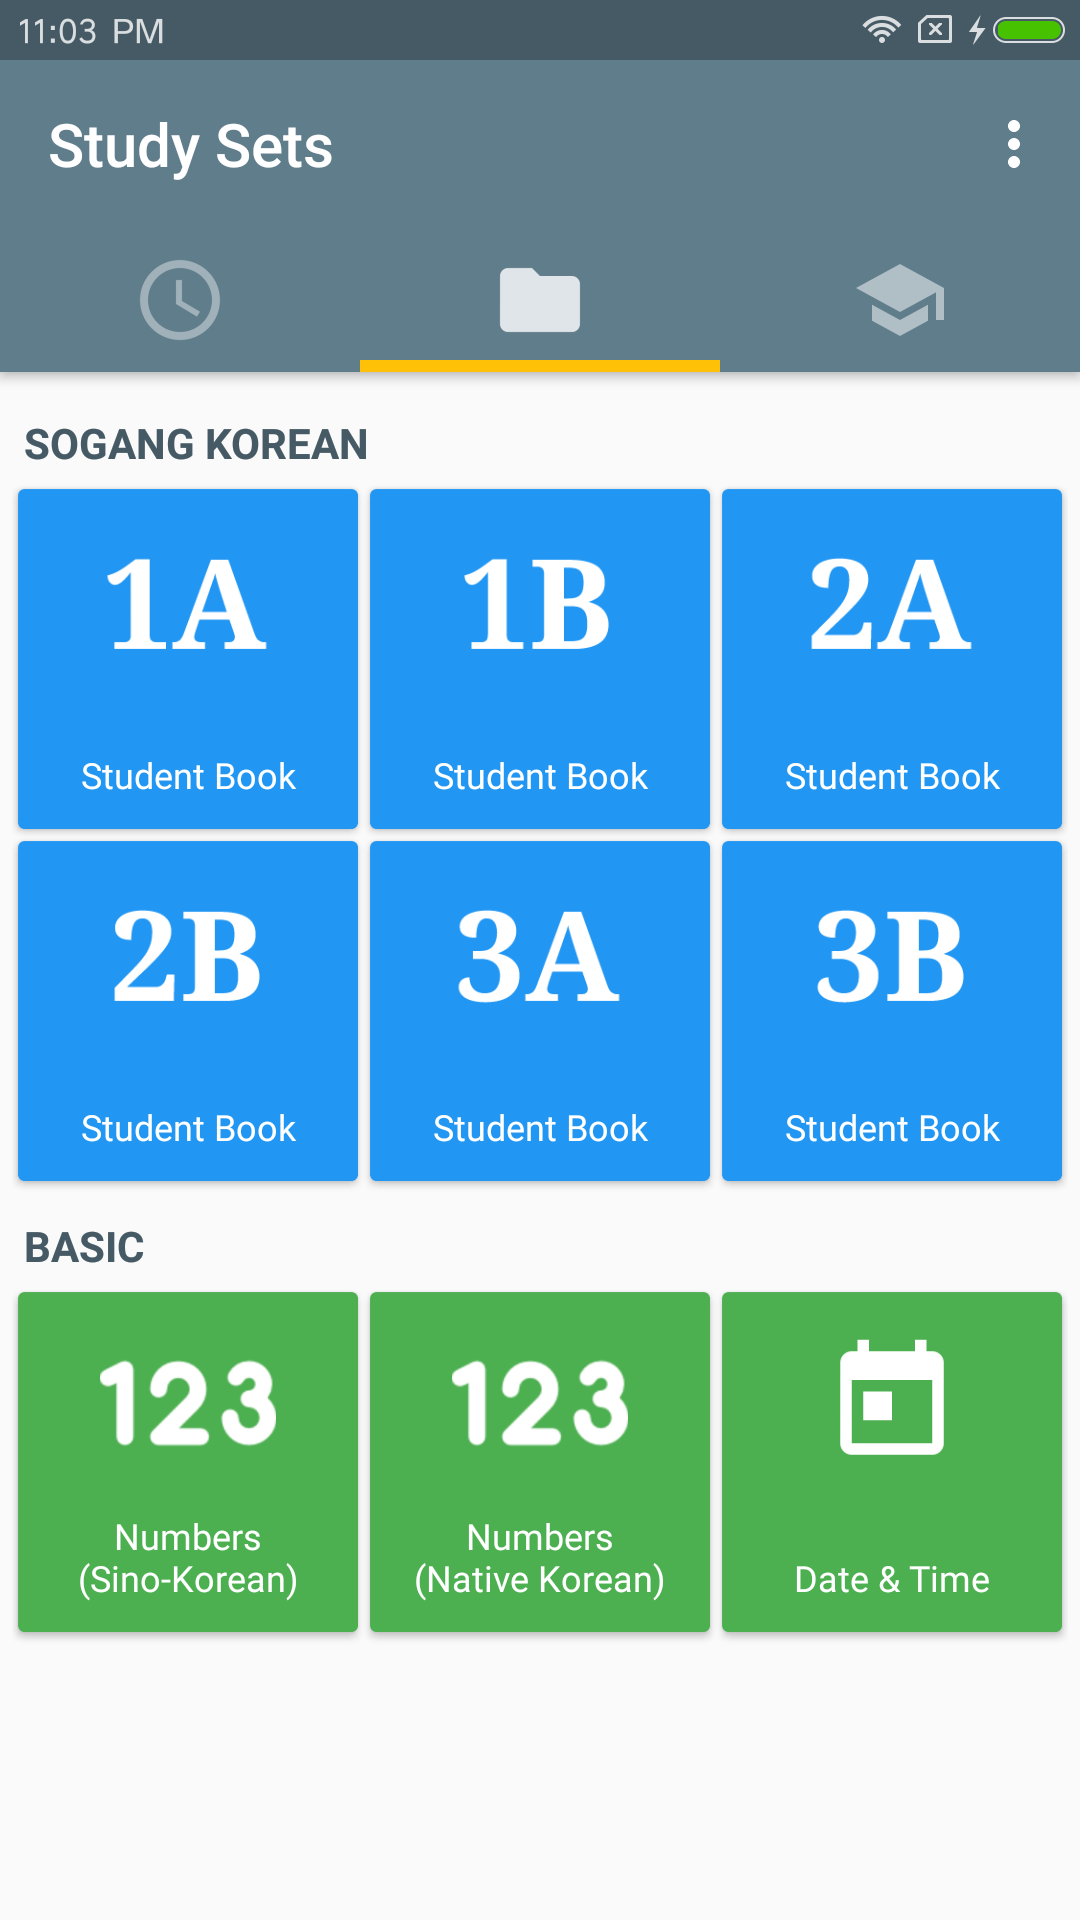 11:03 PM
Study Sets
SOGANG KOREAN
1A
1B
2A
Student Book
Student Book
Student Book
2B
3A
3B
Student Book
Student Book
Student Book
BASIC
123
123
Numbers
(Sino-Korean)
Numbers
(Native Korean)
Date & Time